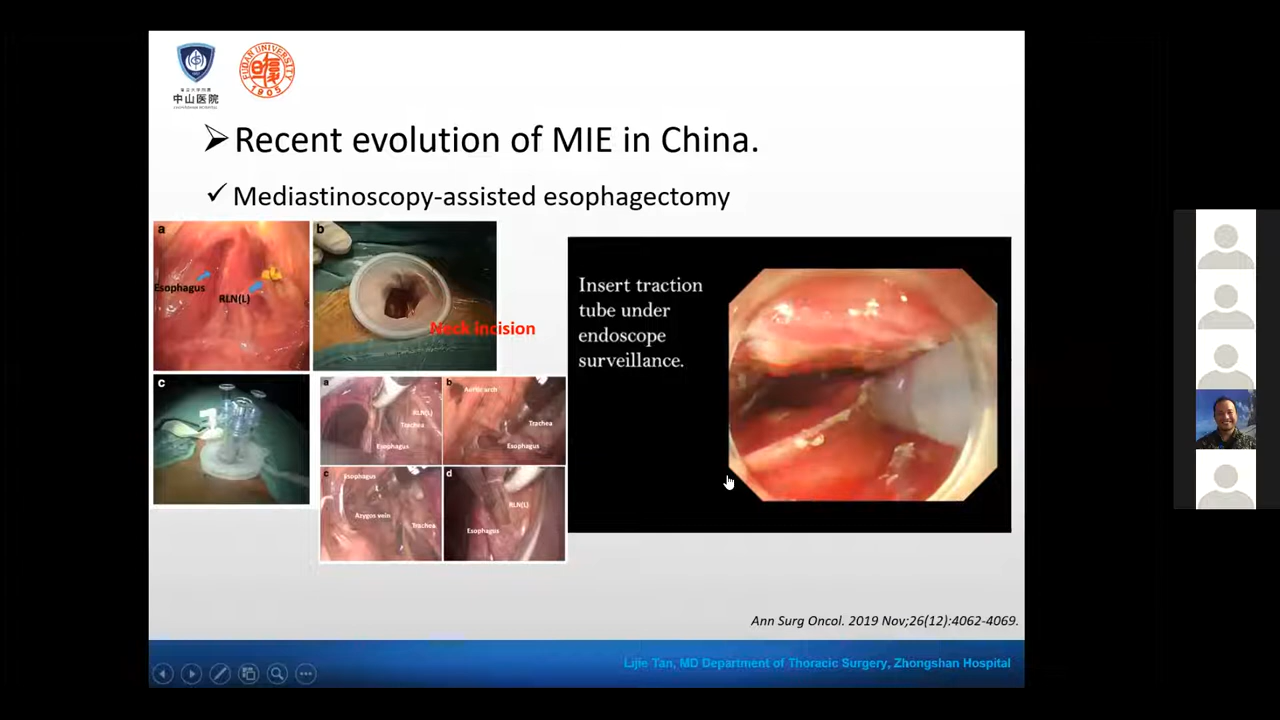 中山医院
FUDAN UNIVERSITY
1905
Recent evolution of MIE in China.
Mediastinoscopy-assisted esophagectomy
a
Esophagus
RLN(L)
b
Neck incision
c
a
RLN(L)
Trachea
Esophagus
b
Aortic arch
Trachea
Esophagus
c
Esophagus
Azygos vein
Trachea
d
RLN(L)
Esophagus
Insert traction
tube under
endoscope
surveillance.
Ann Surg Oncol. 2019 Nov;26(12):4062-4069.
Lijie Tan, MD Department of Thoracic Surgery, Zhongshan Hospital